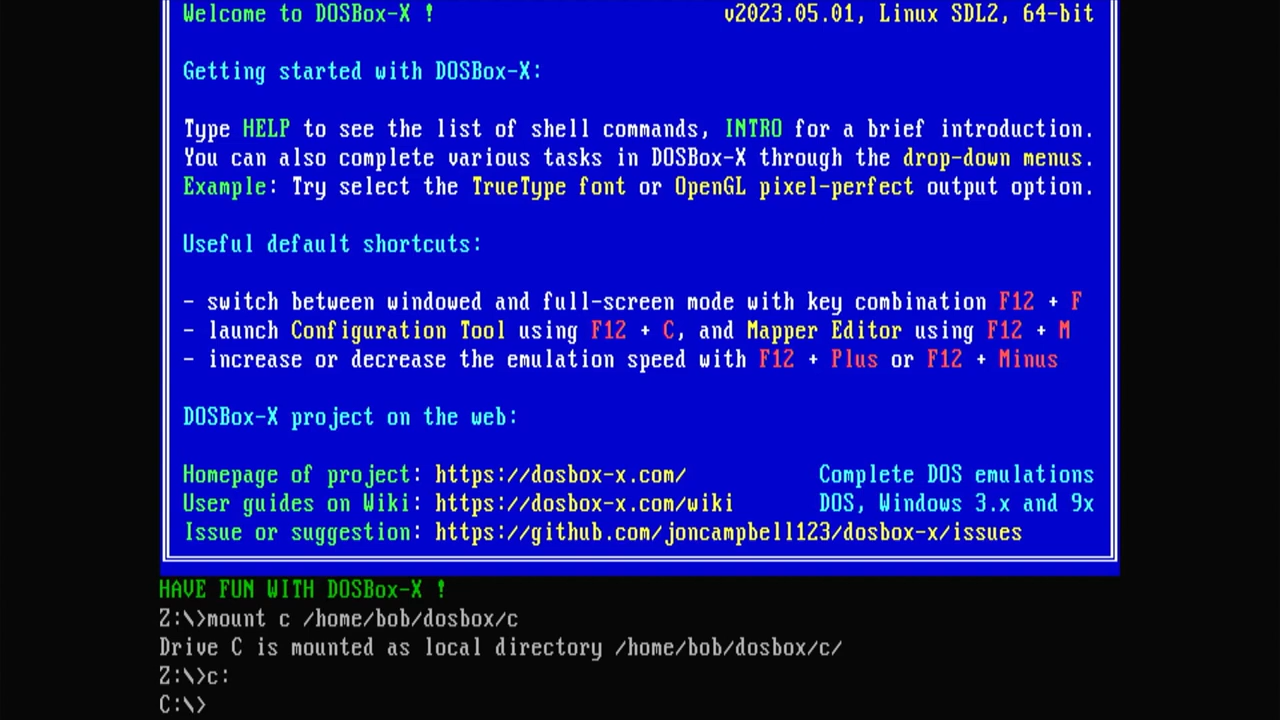 Welcome to DOSBox-X ! v2023.05.01, Linux SDL2, 64-bit
Getting started with DOSBox-X:
Type HELP to see the list of shell commands, INTRO for a brief introduction.
You can also complete various tasks in DOSBox-X through the drop-down menus.
Example: Try select the TrueType font or OpenGL pixel-perfect output option.
Useful default shortcuts:
- switch between windowed and full-screen mode with key combination F12 + F
- launch Configuration Tool using F12 + C, and Mapper Editor using F12 + M
- increase or decrease the emulation speed with F12 + Plus or F12 + Minus
DOSBox-X project on the web:
Homepage of project: https://dosbox-x.com/ Complete DOS emulations
User guides on Wiki: https://dosbox-x.com/wiki DOS, Windows 3.x and 9x
Issue or suggestion: https://github.com/joncampbell123/dosbox-x/issues
HAVE FUN WITH DOSBox-X !
Z:\>mount c /home/bob/dosbox/c
Drive C is mounted as local directory /home/bob/dosbox/c/
Z:\>c:
C:\>